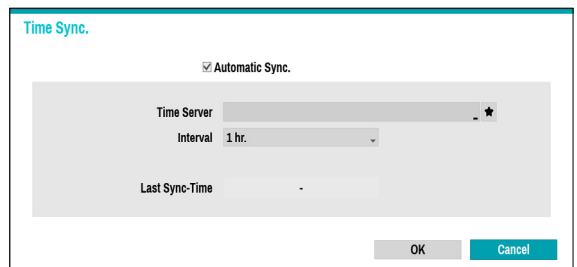 Time Sync.
Automatic Sync.
Time Server
Interval 1 hr.
Last Sync-Time -
OK Cancel